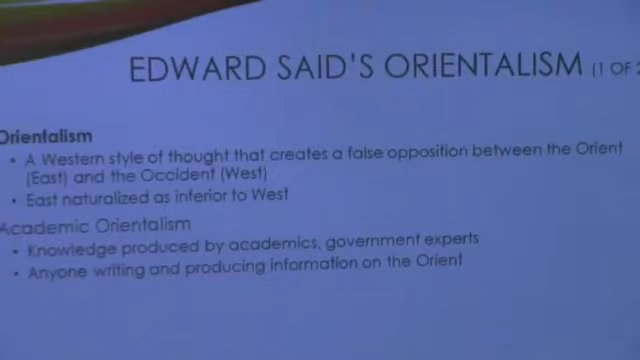 EDWARD SAID'S ORIENTALISM (1 OF 2
Orientalism
• A Western style of thought that creates a false opposition between the Orient
(East) and the Occident (West)
• East naturalized as inferior to West
Academic Orientalism
• Knowledge produced by academics, government experts
• Anyone writing and producing information on the Orient